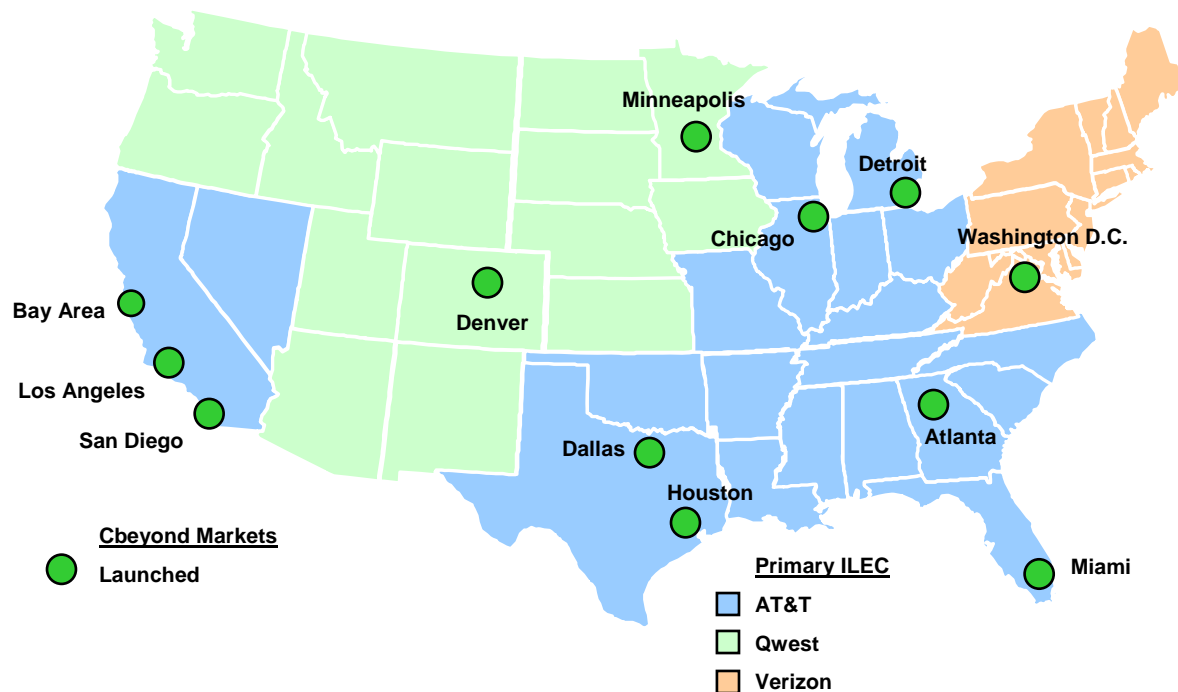 Minneapolis
Detroit
Chicago
Washington D.C.
Bay Area
Denver
Los Angeles
San Diego
Dallas
Atlanta
Houston
Miami
Cbeyond Markets
Launched
Primary ILEC
AT&T
Qwest
Verizon